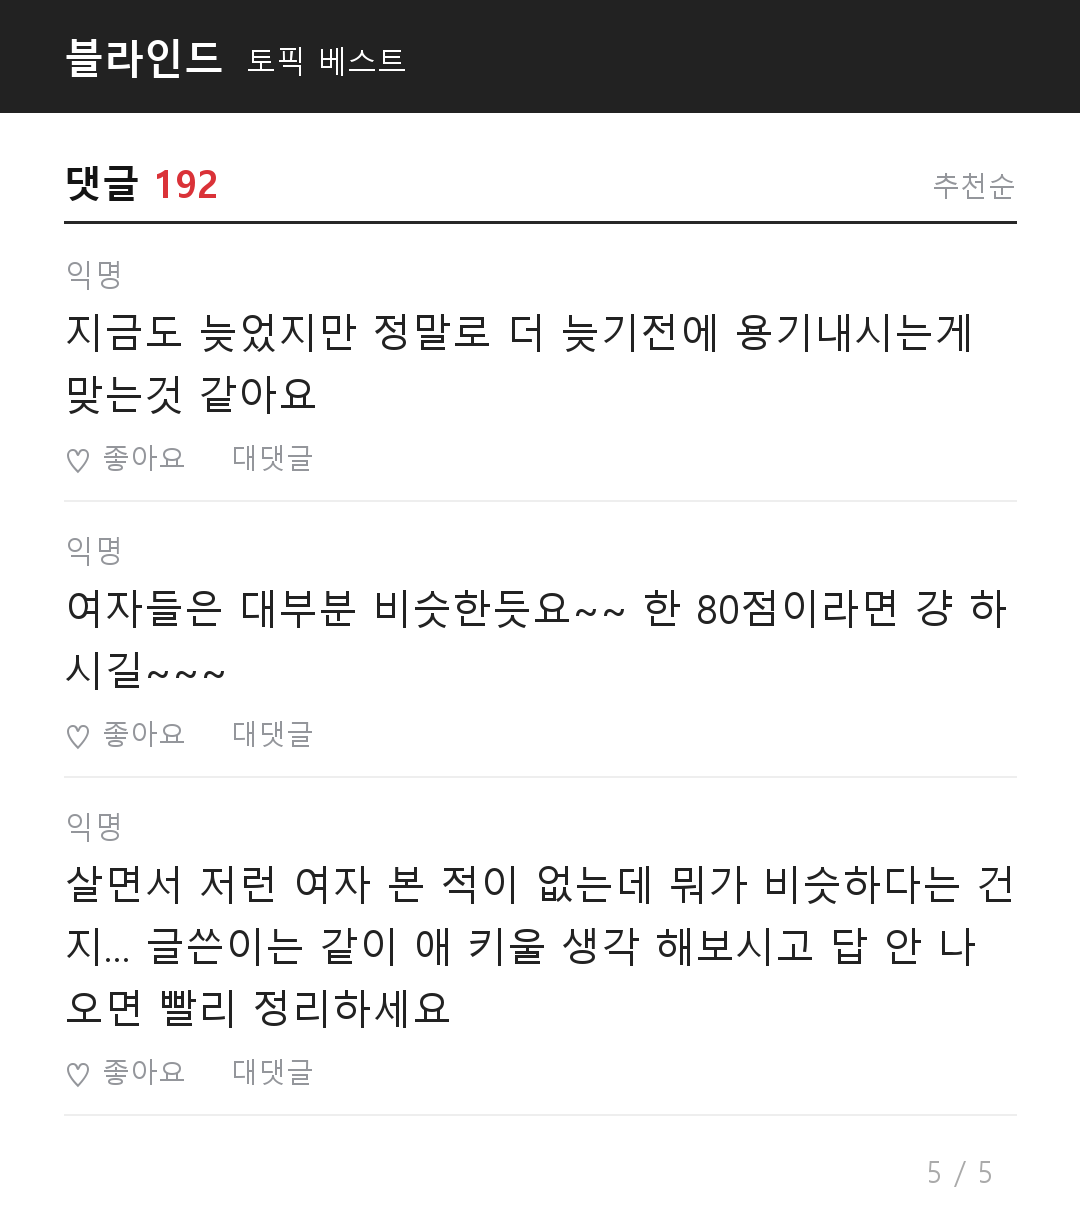 블라인드 토픽 베스트
댓글 192 추천순
익명
지금도 늦었지만 정말로 더 늦기전에 용기내시는게
맞는것 같아요
♡ 좋아요 대댓글
익명
여자들은 대부분 비슷한듯요~~ 한 80점이라면 걍 하
시길~~~
♡ 좋아요 대댓글
익명
살면서 저런 여자 본 적이 없는데 뭐가 비슷하다는 건
지... 글쓴이는 같이 애 키울 생각 해보시고 답 안 나
오면 빨리 정리하세요
♡ 좋아요 대댓글
5 / 5